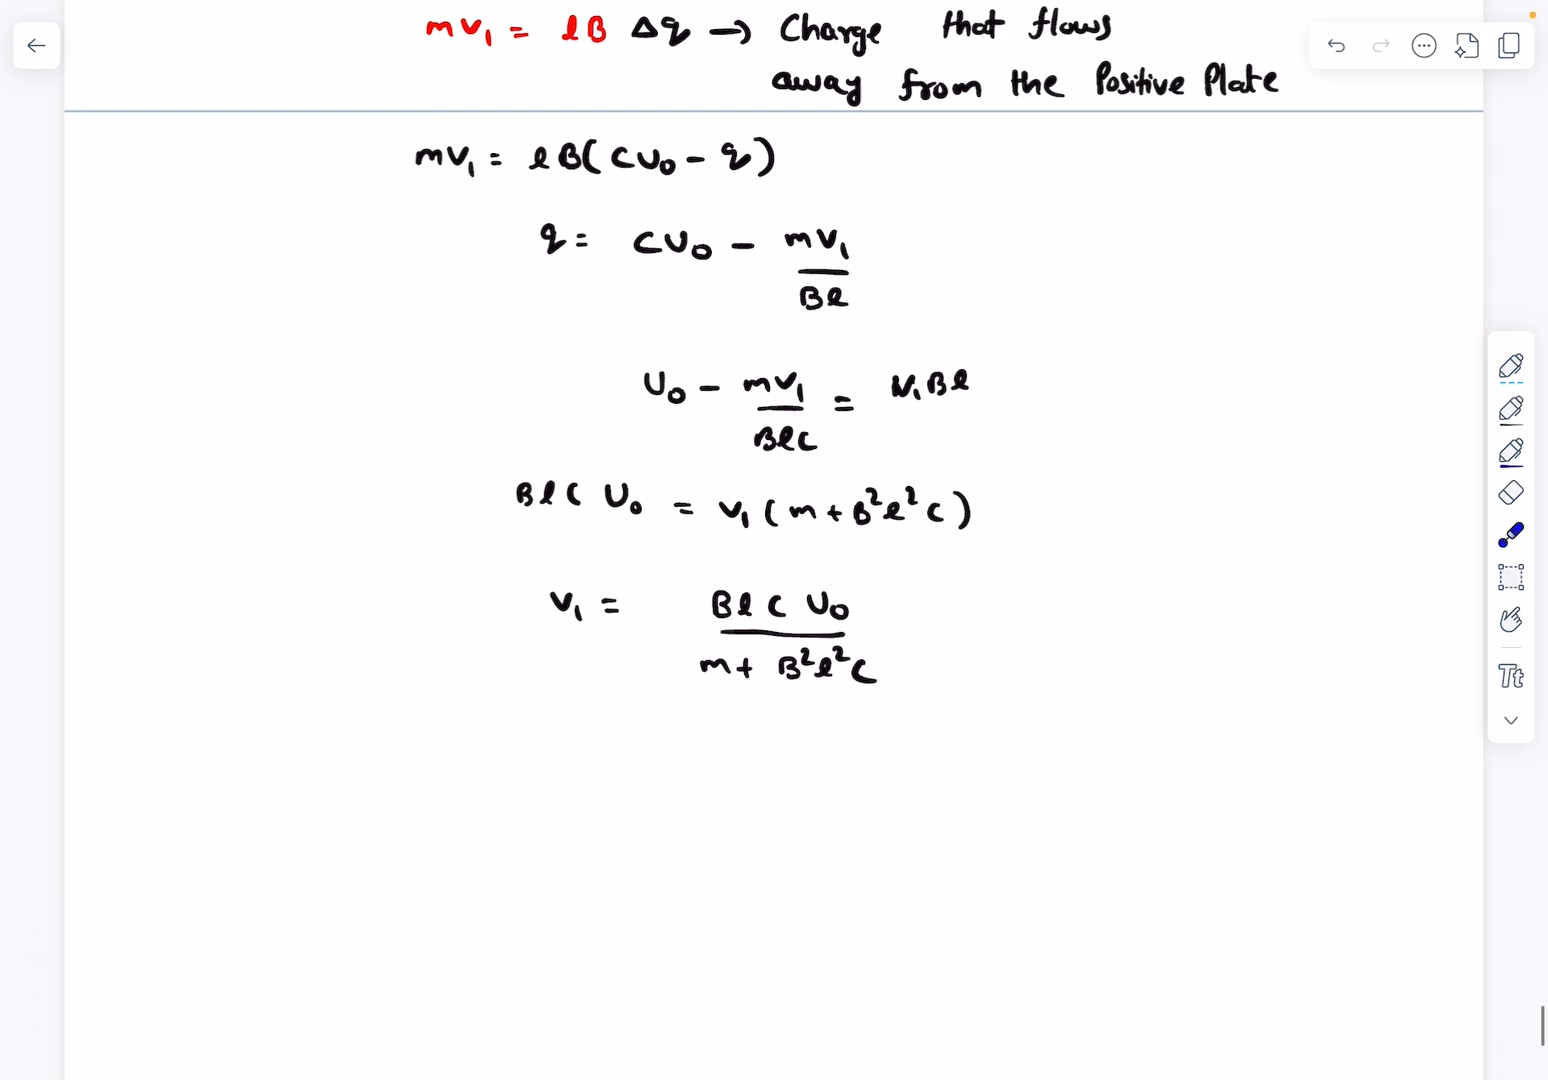 mv₁ = lB Δq → Charge that flows
away from the Positive Plate
mv₁ = lB(CU₀ - q)
q = CU₀ - mv₁/Bl
U₀ - mv₁/BlC = v₁Bl
BlC U₀ = v₁(m + B²l²C)
v₁ = BlC U₀/m + B²l²C
Tt